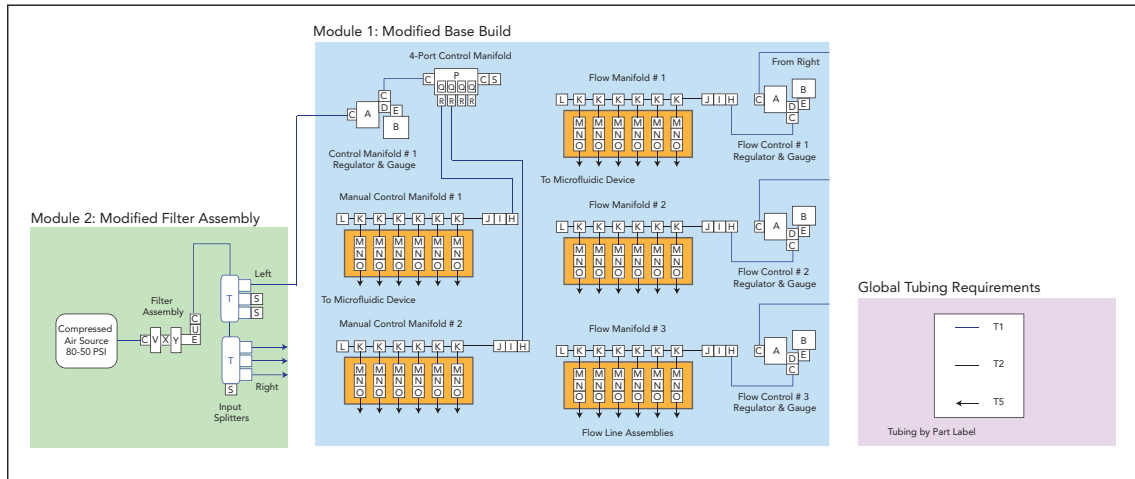 Module 1: Modified Base Build
4-Port Control Manifold
C P C S
Q Q Q Q
R R R R
C A C D E B
Control Manifold # 1
Regulator & Gauge
Manual Control Manifold # 1
L K K K K K K J I H
M M M M M M
N N N N N N
O O O O O O
To Microfluidic Device
Manual Control Manifold # 2
L K K K K K K J I H
M M M M M M
N N N N N N
O O O O O O
Flow Manifold # 1
L K K K K K K J I H
M M M M M M
N N N N N N
O O O O O O
To Microfluidic Device
From Right
C A B D E C
Flow Control # 1
Regulator & Gauge
Flow Manifold # 2
L K K K K K K J I H
M M M M M M
N N N N N N
O O O O O O
C A B D E C
Flow Control # 2
Regulator & Gauge
Flow Manifold # 3
L K K K K K K J I H
M M M M M M
N N N N N N
O O O O O O
C A B D E C
Flow Control # 3
Regulator & Gauge
Flow Line Assemblies
Module 2: Modified Filter Assembly
Compressed
Air Source
80-50 PSI
Filter
Assembly
C V X Y E U C
Left
T S S
T S
Right
Input
Splitters
Global Tubing Requirements
T1
T2
T5
Tubing by Part Label